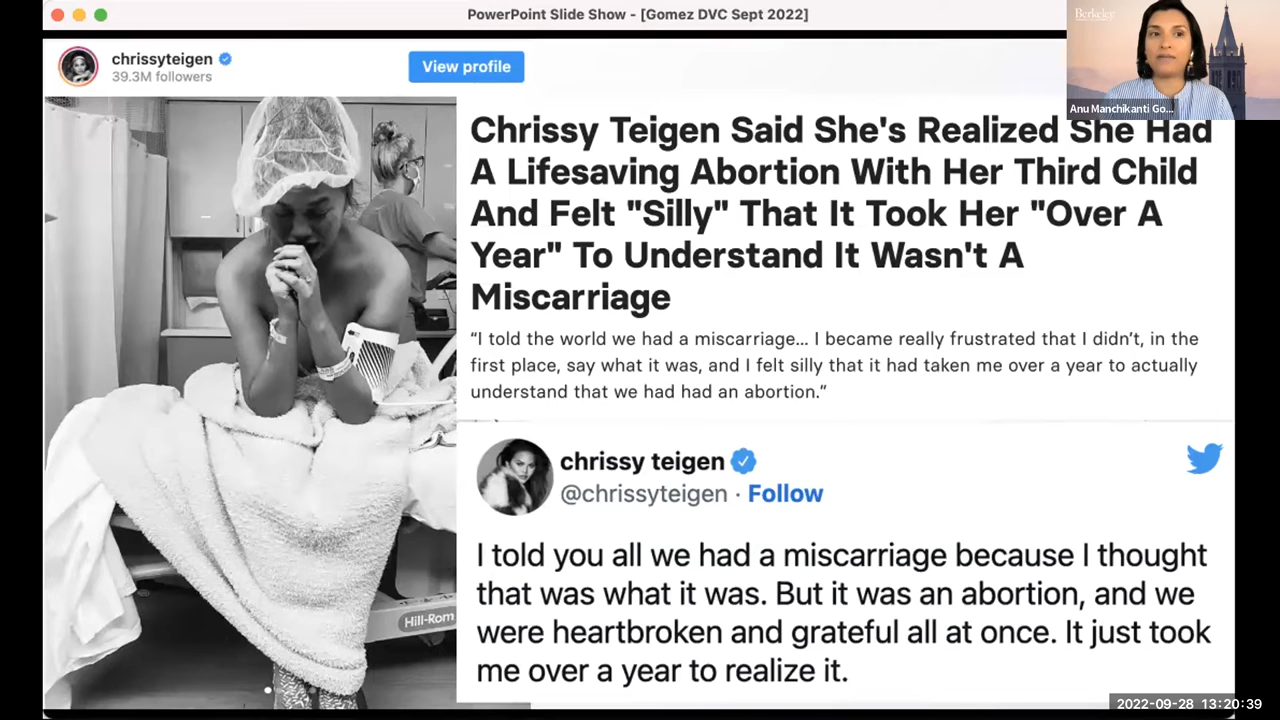 PowerPoint Slide Show - [Gomez DVC Sept 2022]
Berkeley
Anu Manchikanti Go...
chrissyteigen
39.3M followers
View profile
Chrissy Teigen Said She's Realized She Had
A Lifesaving Abortion With Her Third Child
And Felt "Silly" That It Took Her "Over A
Year" To Understand It Wasn't A
Miscarriage
“I told the world we had a miscarriage... I became really frustrated that I didn’t, in the
first place, say what it was, and I felt silly that it had taken me over a year to actually
understand that we had had an abortion.”
chrissy teigen
@chrissyteigen · Follow
I told you all we had a miscarriage because I thought
that was what it was. But it was an abortion, and we
were heartbroken and grateful all at once. It just took
me over a year to realize it.
Hill-Rom
2022-09-28 13:20:39